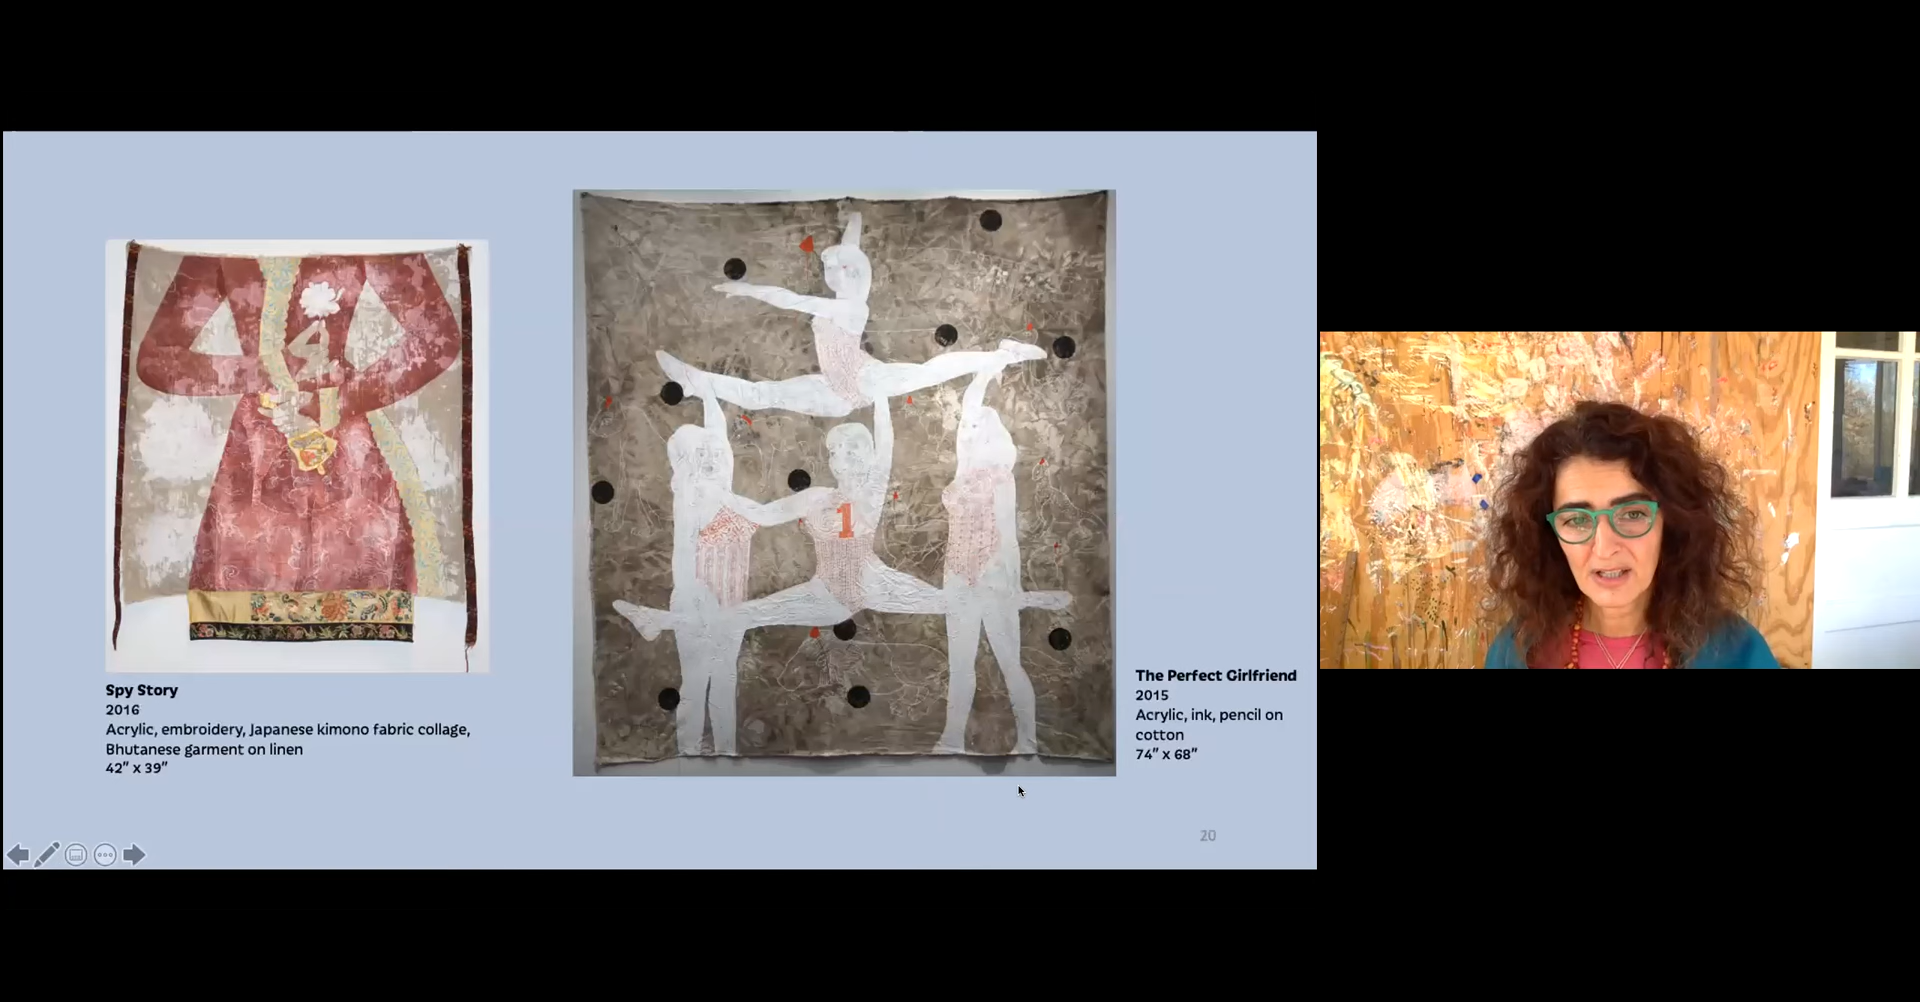 1
Spy Story
2016
Acrylic, embroidery, Japanese kimono fabric collage,
Bhutanese garment on linen
42" x 39"
The Perfect Girlfriend
2015
Acrylic, ink, pencil on
cotton
74" x 68"
20